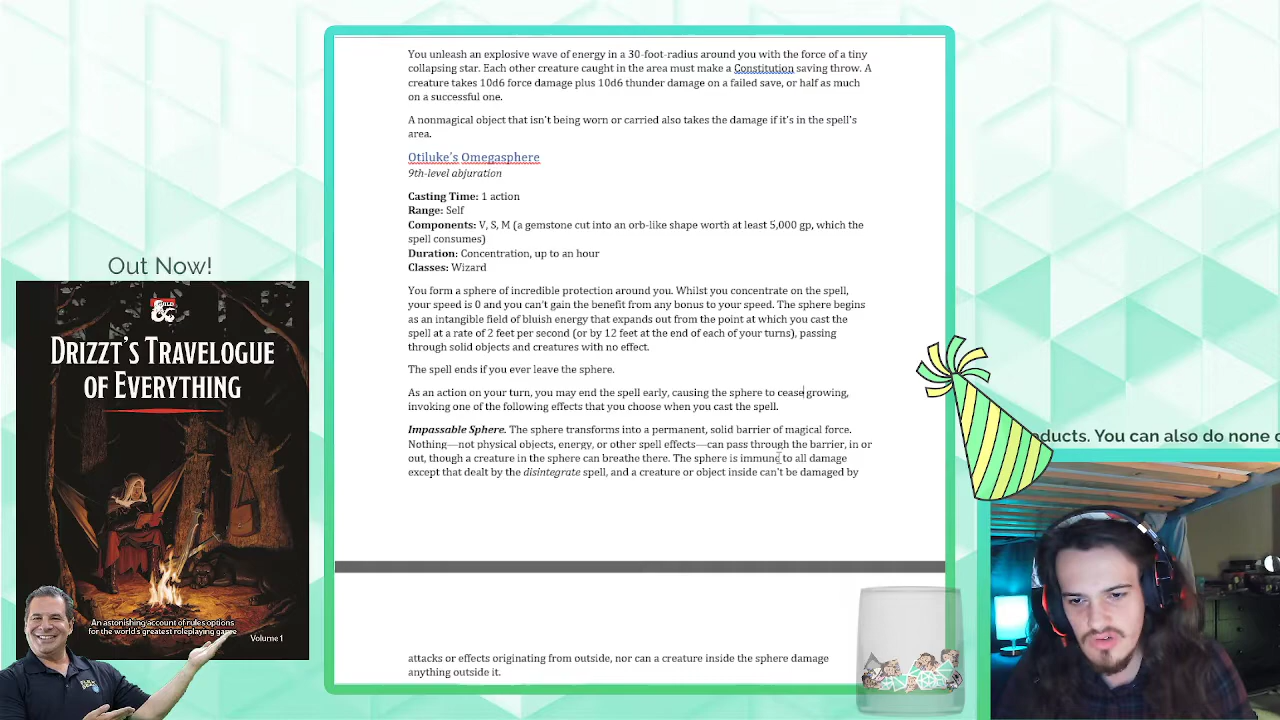 You unleash an explosive wave of energy in a 30-foot-radius around you with the force of a tiny
collapsing star. Each other creature caught in the area must make a Constitution saving throw. A
creature takes 10d6 force damage plus 10d6 thunder damage on a failed save, or half as much
on a successful one.
A nonmagical object that isn't being worn or carried also takes the damage if it's in the spell's
area.
Otiluke's Omegasphere
9th-level abjuration
Casting Time: 1 action
Range: Self
Components: V, S, M (a gemstone cut into an orb-like shape worth at least 5,000 gp, which the
spell consumes)
Duration: Concentration, up to an hour
Classes: Wizard
You form a sphere of incredible protection around you. Whilst you concentrate on the spell,
your speed is 0 and you can't gain the benefit from any bonus to your speed. The sphere begins
as an intangible field of bluish energy that expands out from the point at which you cast the
spell at a rate of 2 feet per second (or by 12 feet at the end of each of your turns), passing
through solid objects and creatures with no effect.
The spell ends if you ever leave the sphere.
As an action on your turn, you may end the spell early, causing the sphere to cease growing,
invoking one of the following effects that you choose when you cast the spell.
Impassable Sphere. The sphere transforms into a permanent, solid barrier of magical force.
Nothing—not physical objects, energy, or other spell effects—can pass through the barrier, in or
out, though a creature in the sphere can breathe there. The sphere is immune to all damage
except that dealt by the disintegrate spell, and a creature or object inside can't be damaged by
attacks or effects originating from outside, nor can a creature inside the sphere damage
anything outside it.
Out Now!
DRIZZT'S TRAVELOGUE
OF EVERYTHING
An astonishing account of rules options
for the world's greatest roleplaying game
Volume 1
ducts. You can also do none